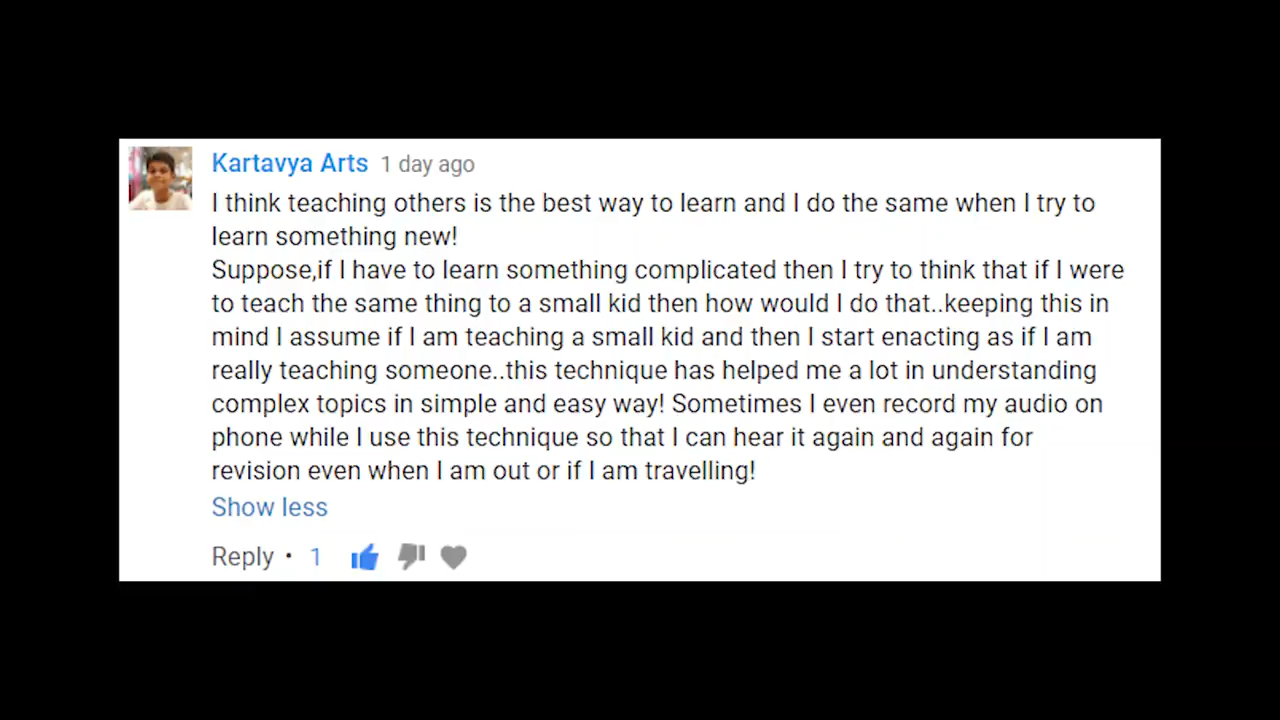 Kartavya Arts 1 day ago
I think teaching others is the best way to learn and I do the same when I try to
learn something new!
Suppose,if I have to learn something complicated then I try to think that if I were
to teach the same thing to a small kid then how would I do that..keeping this in
mind I assume if I am teaching a small kid and then I start enacting as if I am
really teaching someone..this technique has helped me a lot in understanding
complex topics in simple and easy way! Sometimes I even record my audio on
phone while I use this technique so that I can hear it again and again for
revision even when I am out or if I am travelling!
Show less
Reply • 1